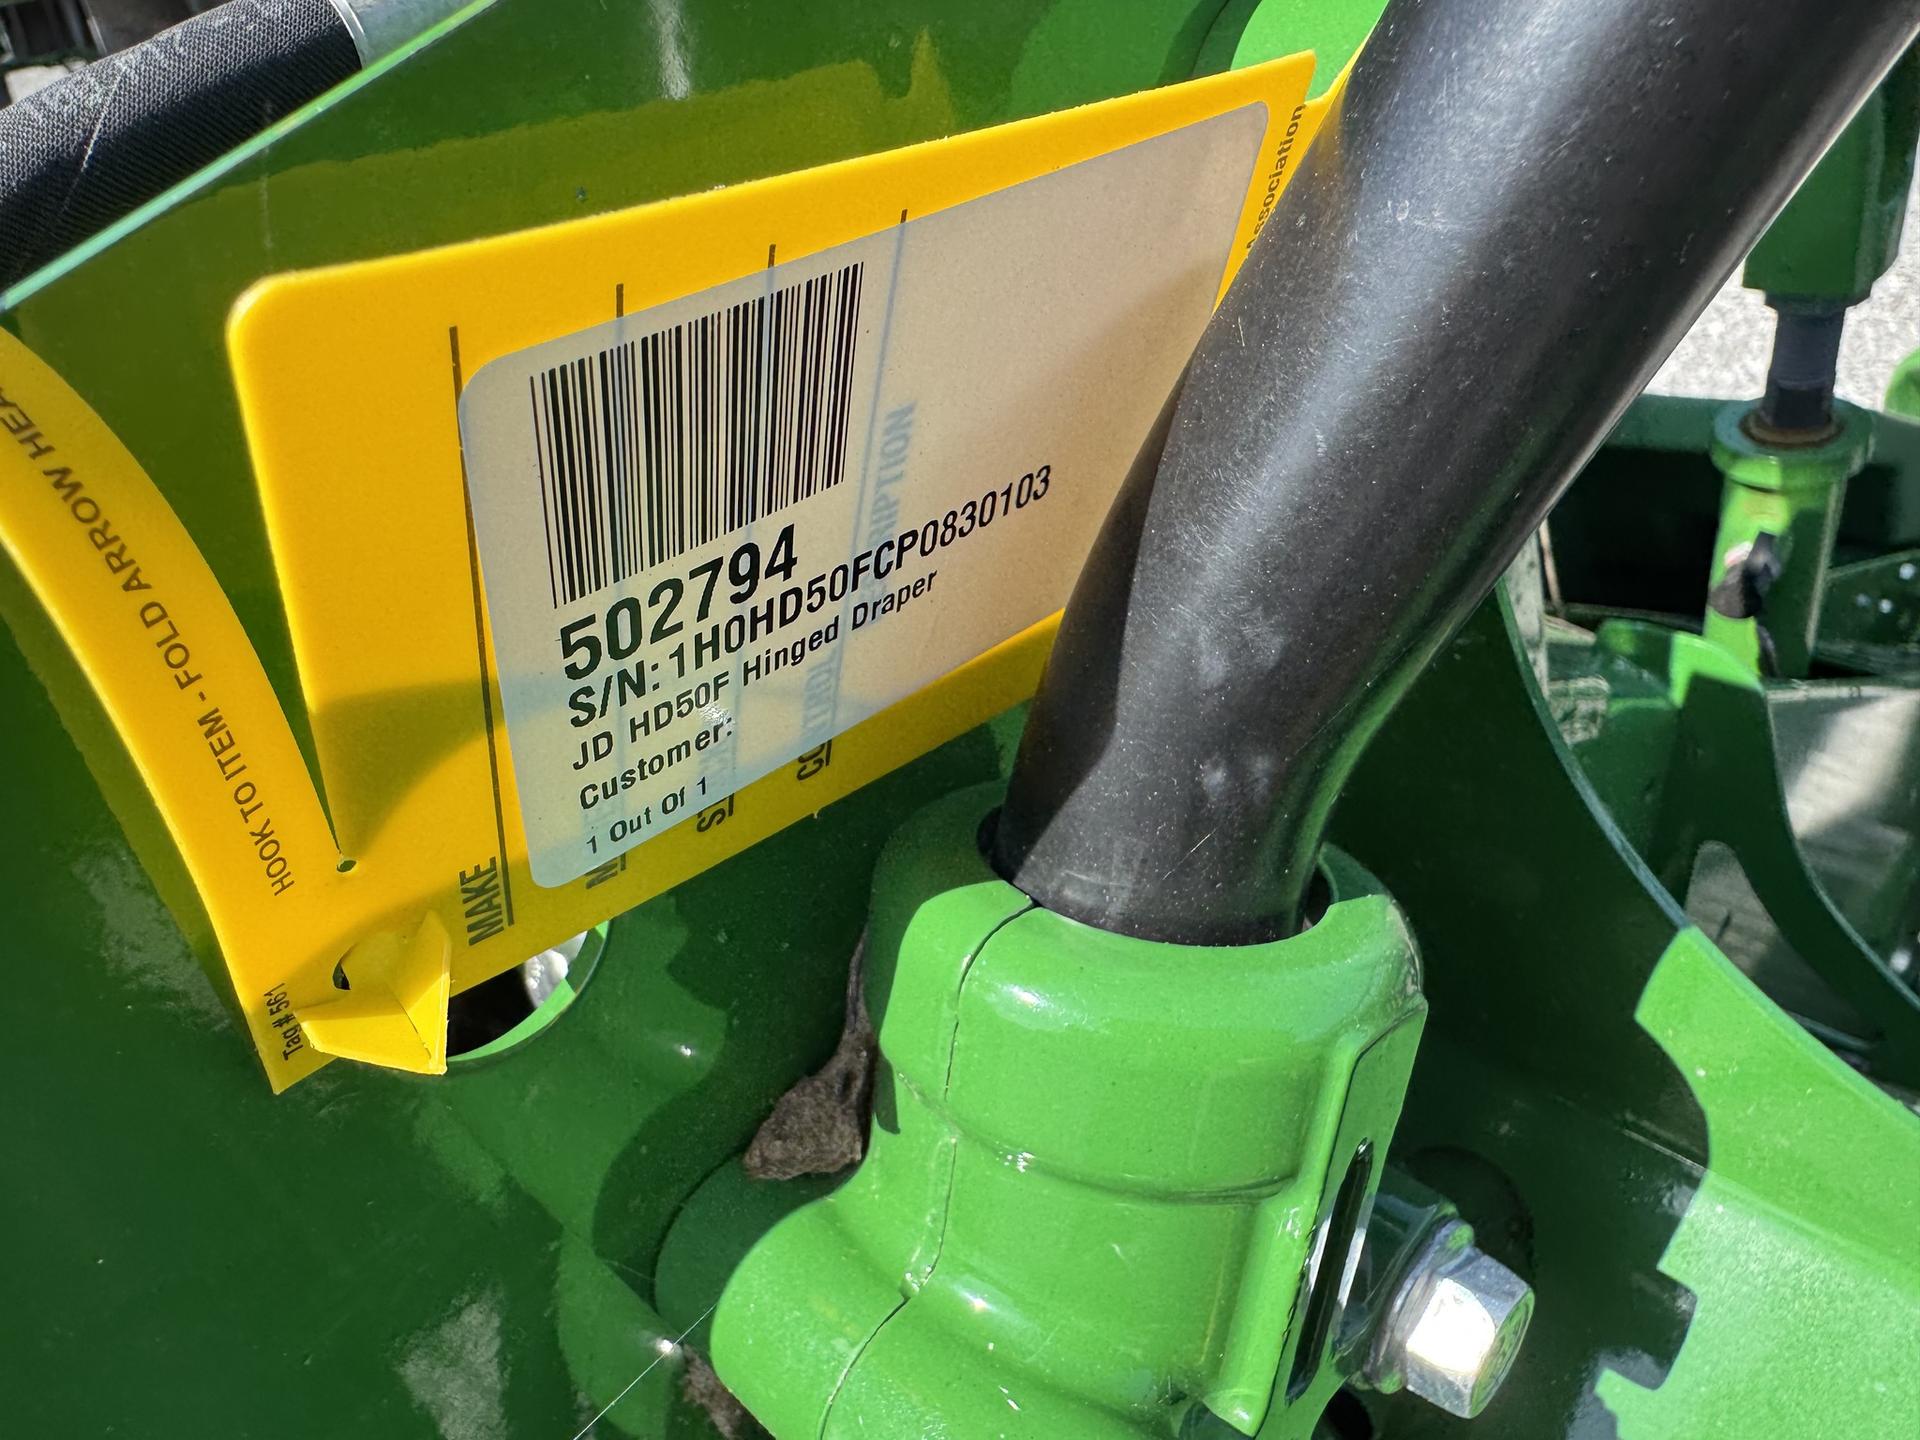 502794
S/N: 1H0HD50FCP0830103
JD HD50F Hinged Draper
Customer:
1 Out Of 1
MAKE
Association
HOOK TO ITEM - FOLD ARROW HEA
Tag # 561